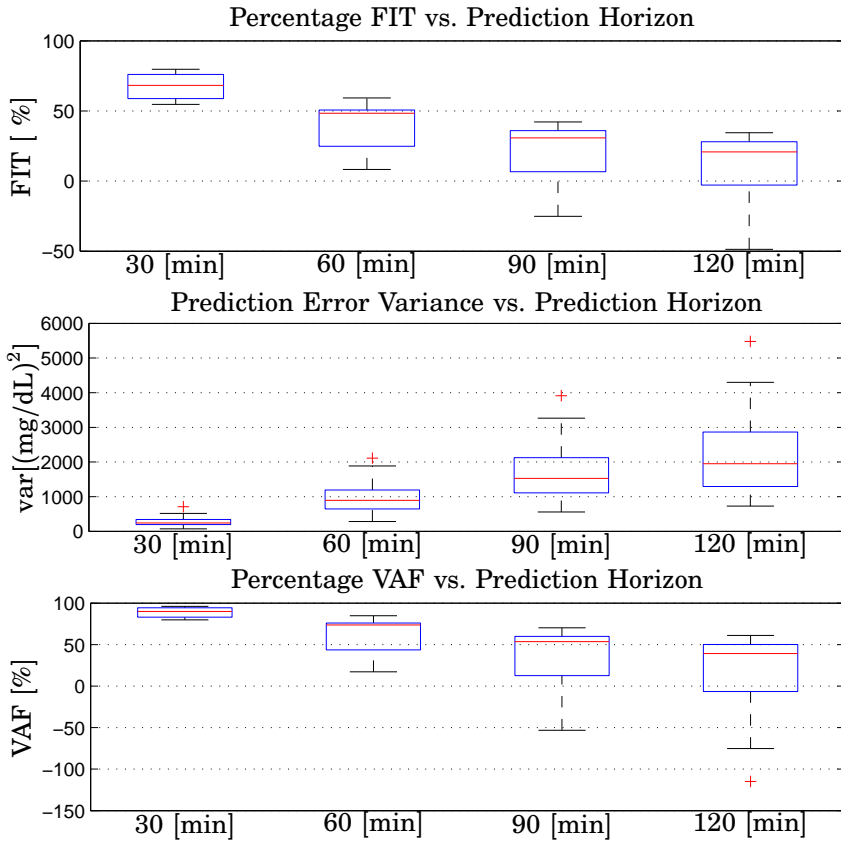 Percentage FIT vs. Prediction Horizon
FIT [ %]
100
50
0
−50
30 [min]
60 [min]
90 [min]
120 [min]
Prediction Error Variance vs. Prediction Horizon
var[(mg/dL)²]
6000
5000
4000
3000
2000
1000
0
30 [min]
60 [min]
90 [min]
120 [min]
Percentage VAF vs. Prediction Horizon
VAF [%]
100
50
0
−50
−100
−150
30 [min]
60 [min]
90 [min]
120 [min]